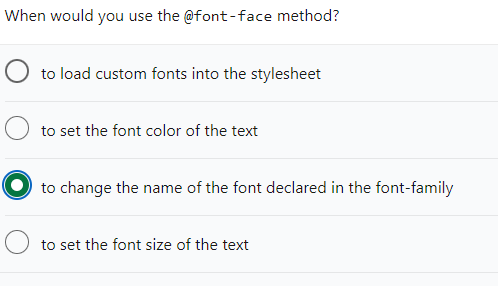 When would you use the @font-face method?
to load custom fonts into the stylesheet
to set the font color of the text
to change the name of the font declared in the font-family
to set the font size of the text